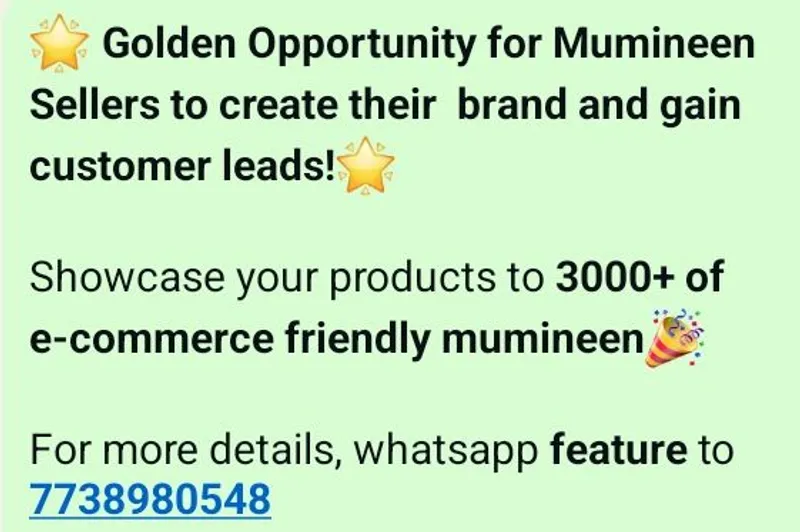 🌟 Golden Opportunity for Mumineen
Sellers to create their  brand and gain
customer leads!🌟
Showcase your products to 3000+ of
e-commerce friendly mumineen🎉
For more details, whatsapp feature to
7738980548